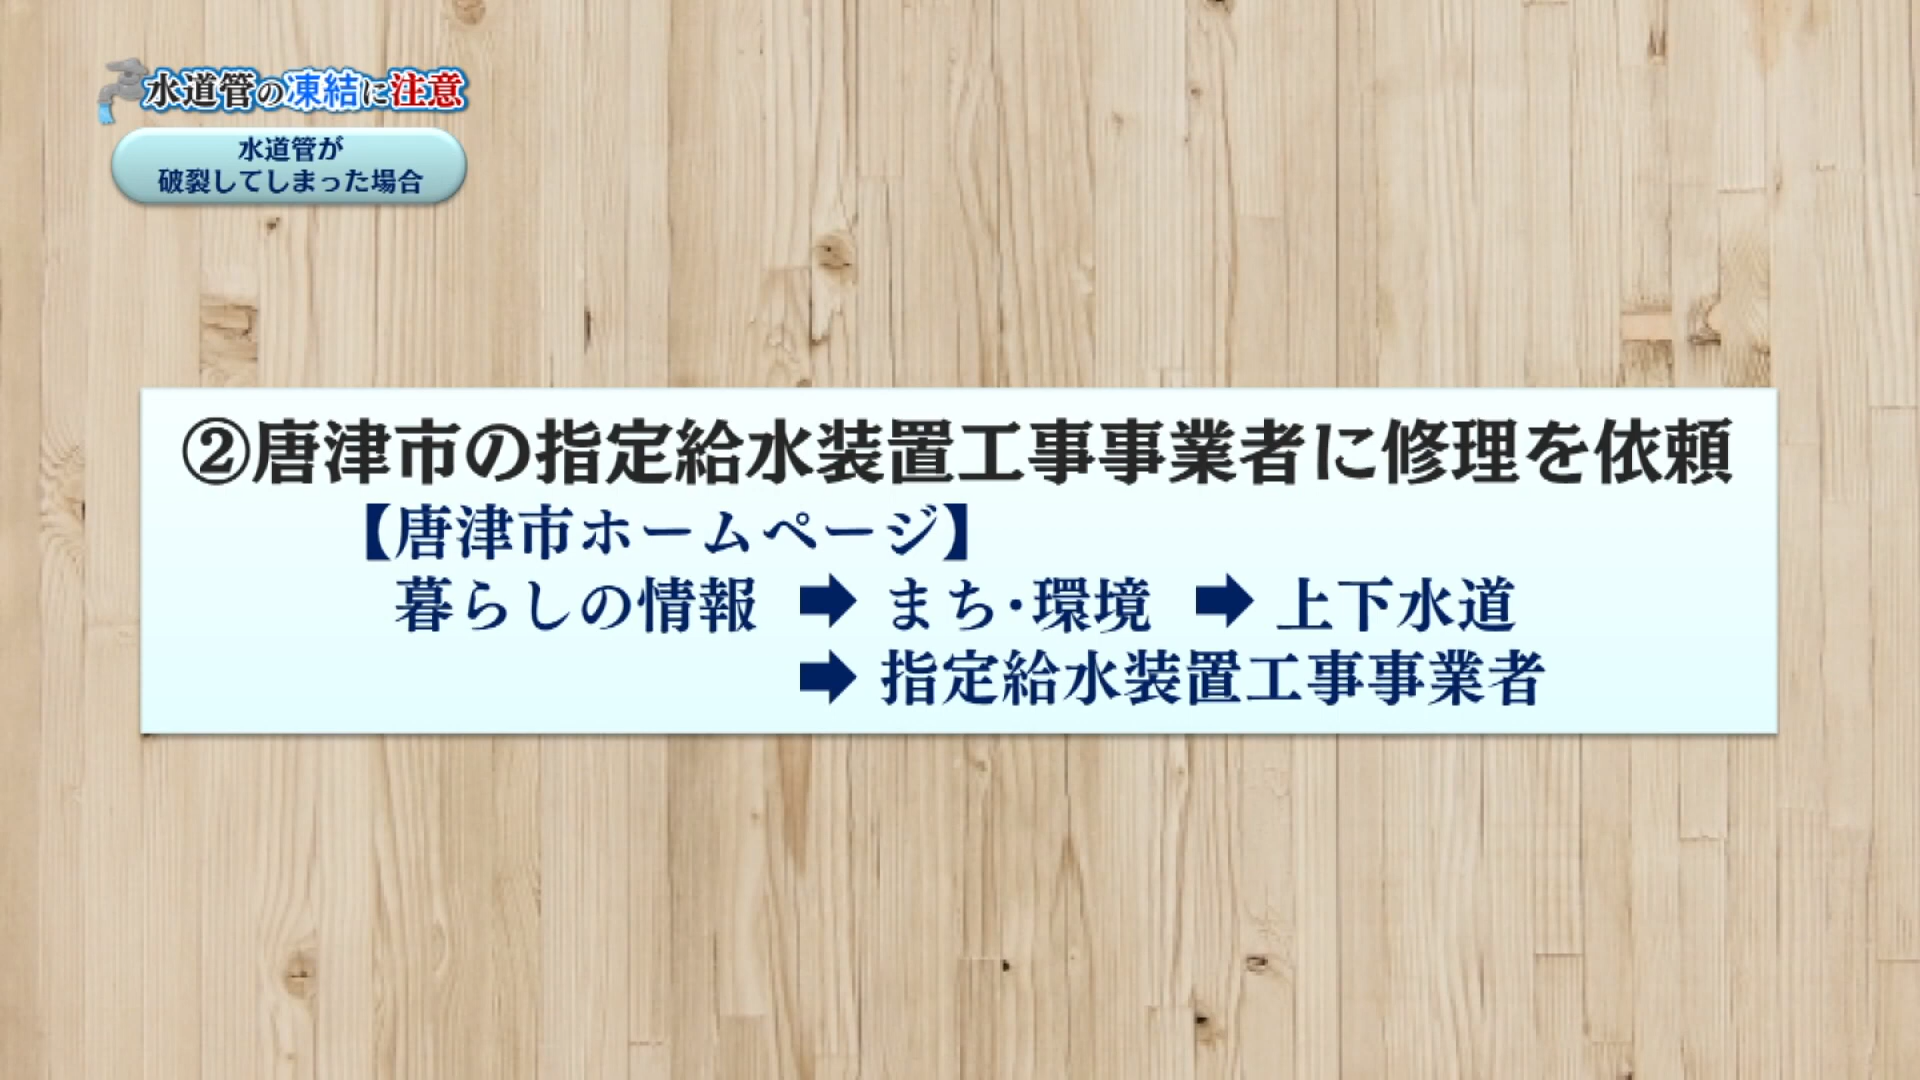 水道管の凍結に注意
水道管が
破裂してしまった場合
②唐津市の指定給水装置工事事業者に修理を依頼
【唐津市ホームページ】
暮らしの情報 ➡ まち・環境 ➡ 上下水道
➡ 指定給水装置工事事業者